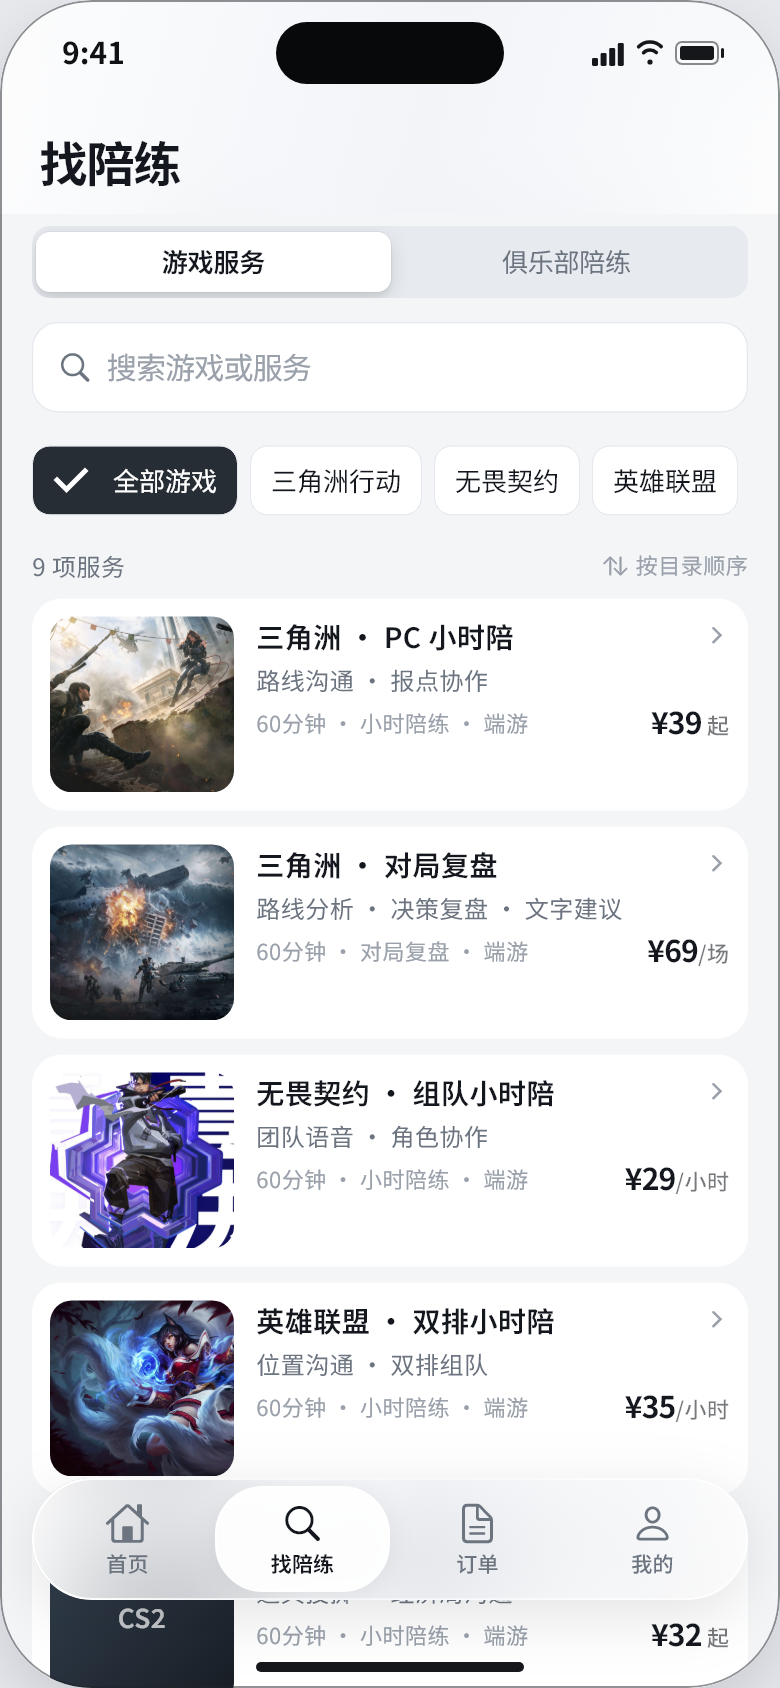 9:41
找陪练
游戏服务
俱乐部陪练
搜索游戏或服务
全部游戏
三角洲行动
无畏契约
英雄联盟
9 项服务
按目录顺序
三角洲 · PC 小时陪
路线沟通 · 报点协作
60分钟 · 小时陪练 · 端游
¥39 起
三角洲 · 对局复盘
路线分析 · 决策复盘 · 文字建议
60分钟 · 对局复盘 · 端游
¥69/场
无畏契约 · 组队小时陪
团队语音 · 角色协作
60分钟 · 小时陪练 · 端游
¥29/小时
英雄联盟 · 双排小时陪
位置沟通 · 双排组队
60分钟 · 小时陪练 · 端游
¥35/小时
首页
找陪练
订单
我的
CS2
60分钟 · 小时陪练 · 端游
¥32 起